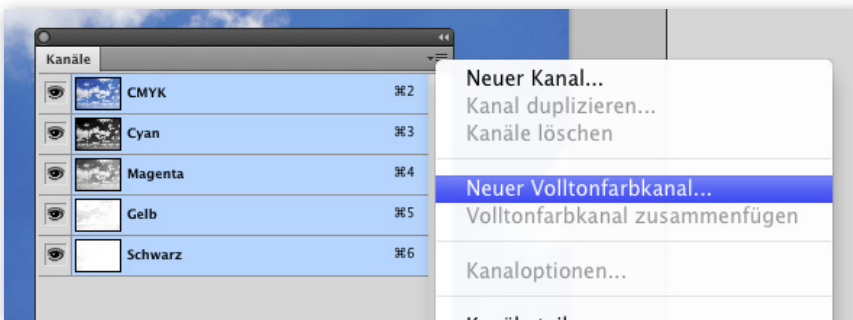 Kanäle
CMYK ⌘2
Cyan ⌘3
Magenta ⌘4
Gelb ⌘5
Schwarz ⌘6
Neuer Kanal...
Kanal duplizieren...
Kanäle löschen
Neuer Volltonfarbkanal...
Volltonfarbkanal zusammenfügen
Kanaloptionen...